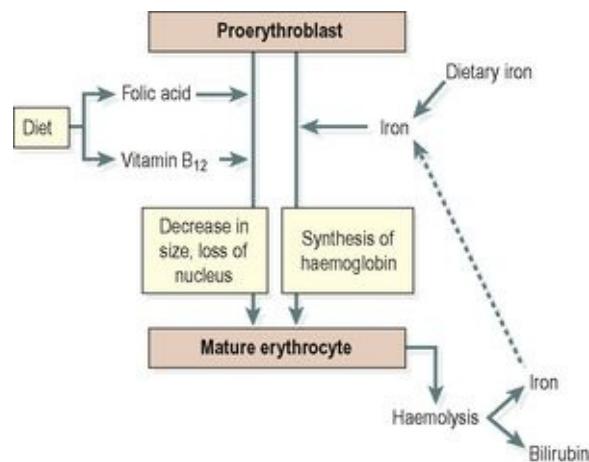 Proerythroblast
Dietary iron
Folic acid
Diet
Iron
Vitamin B12
Decrease in
size, loss of
nucleus
Synthesis of
haemoglobin
Mature erythrocyte
Iron
Haemolysis
Bilirubin